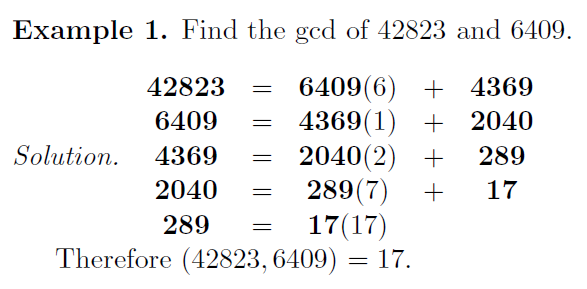 Example 1. Find the gcd of 42823 and 6409.
42823 = 6409(6) + 4369
6409 = 4369(1) + 2040
Solution. 4369 = 2040(2) + 289
2040 = 289(7) + 17
289 = 17(17)
Therefore (42823, 6409) = 17.